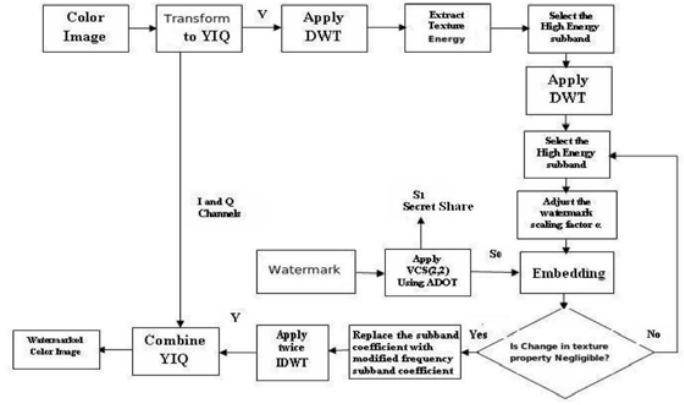 Color
Image
Transform
to YIQ
V
Apply
DWT
Extract
Texture
Energy
Select the
High Energy
subband
Apply
DWT
Select the
High Energy
subband
I and Q
Channels
S1
Secret Share
Adjust the
watermark
scaling factor α
Watermark
Apply
VCS(2,2)
Using ADOT
Se
Embedding
Y
Yes
No
Is Change in texture
property Negligible?
Replace the subband
coefficient with
modified frequency
subband coefficient
Apply
twice
IDWT
Combine
YIQ
Watermarked
Color Image